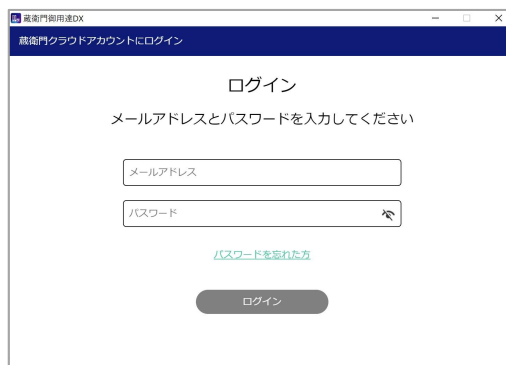 蔵衛門御用達DX
蔵衛門クラウドアカウントにログイン
ログイン
メールアドレスとパスワードを入力してください
メールアドレス
パスワード
パスワードを忘れた方
ログイン